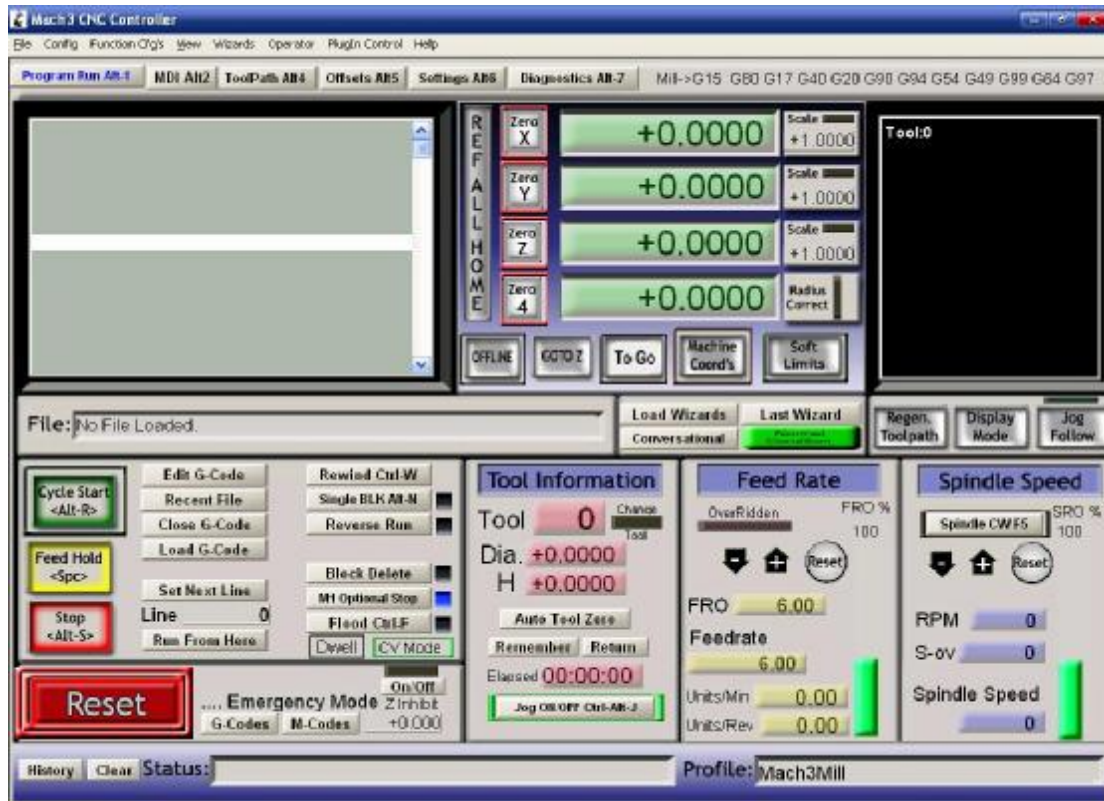 Mach3 CNC Controller
File Config Function Cfg's View Wizards Operator PlugIn Control Help
Program Run Alt-1 MDI Alt2 ToolPath Alt4 Offsets Alt5 Settings Alt6 Diagnostics Alt-7 Mill->G15 G80 G17 G40 G20 G90 G94 G54 G49 G99 G64 G97
REF ALL HOME
Zero X +0.0000 Scale +1.0000
Zero Y +0.0000 Scale +1.0000
Zero Z +0.0000 Scale +1.0000
Zero 4 +0.0000 Radius Correct
OFFLINE GOTO Z To Go Machine Coord's Soft Limits
Tool:0
File: No File Loaded.
Load Wizards Last Wizard
Conversational
Regen. Toolpath Display Mode Jog Follow
Cycle Start <Alt-R>
Feed Hold <Spc>
Stop <Alt-S>
Edit G-Code
Recent File
Close G-Code
Load G-Code
Set Next Line
Line 0
Run From Here
Rewind Ctrl-W
Single BLK Alt-N
Reverse Run
Block Delete
M1 Optional Stop
Flood Ctrl-F
Dwell CV Mode
Reset
.... Emergency Mode
G-Codes M-Codes
On/Off
Z Inhibit
+0.000
Tool Information
Tool 0 Change Tool
Dia. +0.0000
H +0.0000
Auto Tool Zero
Remember Return
Elapsed 00:00:00
Jog ON/OFF Ctrl-Alt-J
Feed Rate
OverRidden FRO % 100
Reset
FRO 6.00
Feedrate
6.00
Units/Min 0.00
Units/Rev 0.00
Spindle Speed
Spindle CW F5 SRO % 100
Reset
RPM 0
S-ov 0
Spindle Speed
0
History Clear Status:
Profile: Mach3Mill